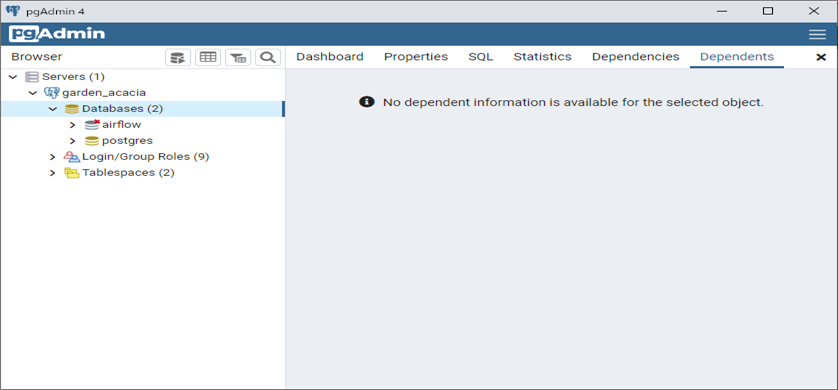 pgAdmin 4
pgAdmin
Browser
Dashboard Properties SQL Statistics Dependencies Dependents
Servers (1)
garden_acacia
Databases (2)
airflow
postgres
Login/Group Roles (9)
Tablespaces (2)
No dependent information is available for the selected object.